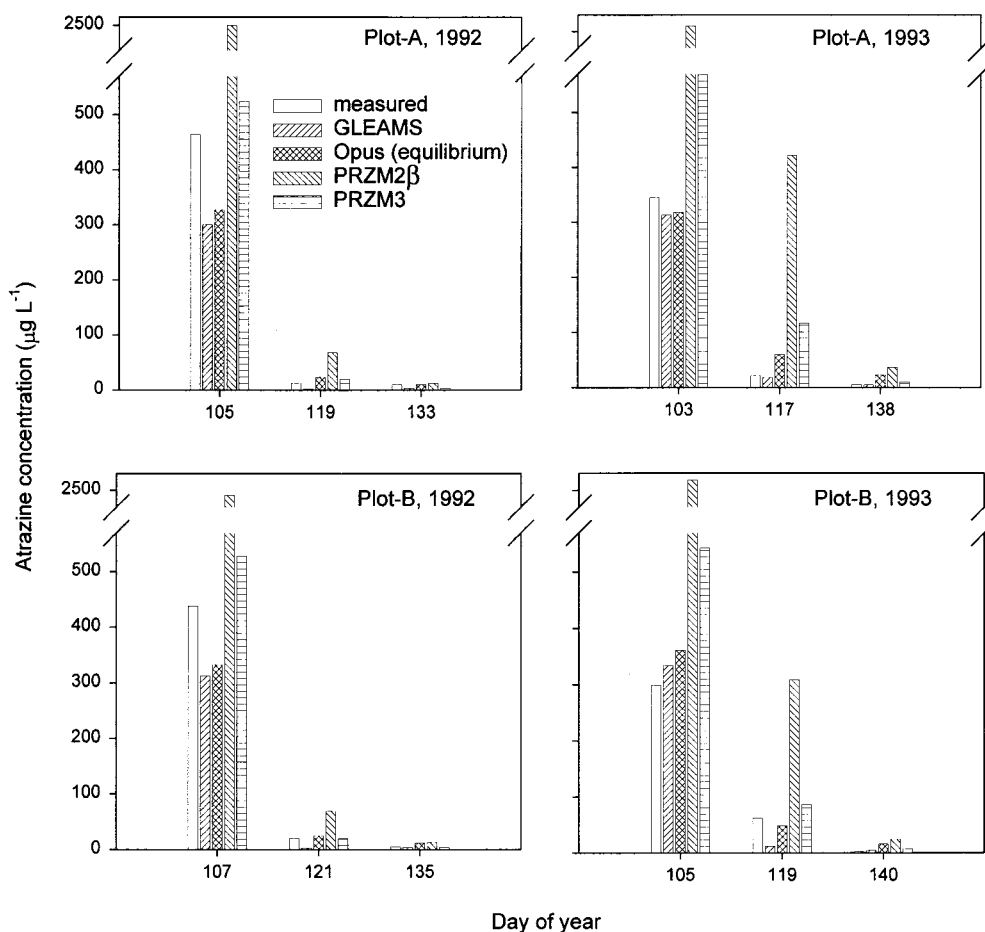 Plot-A, 1992
2500
500
400
300
200
100
0
measured
GLEAMS
Opus (equilibrium)
PRZM2β
PRZM3
105
119
133
Plot-A, 1993
103
117
138
Atrazine concentration (µg L⁻¹)
Plot-B, 1992
2500
500
400
300
200
100
0
107
121
135
Plot-B, 1993
105
119
140
Day of year